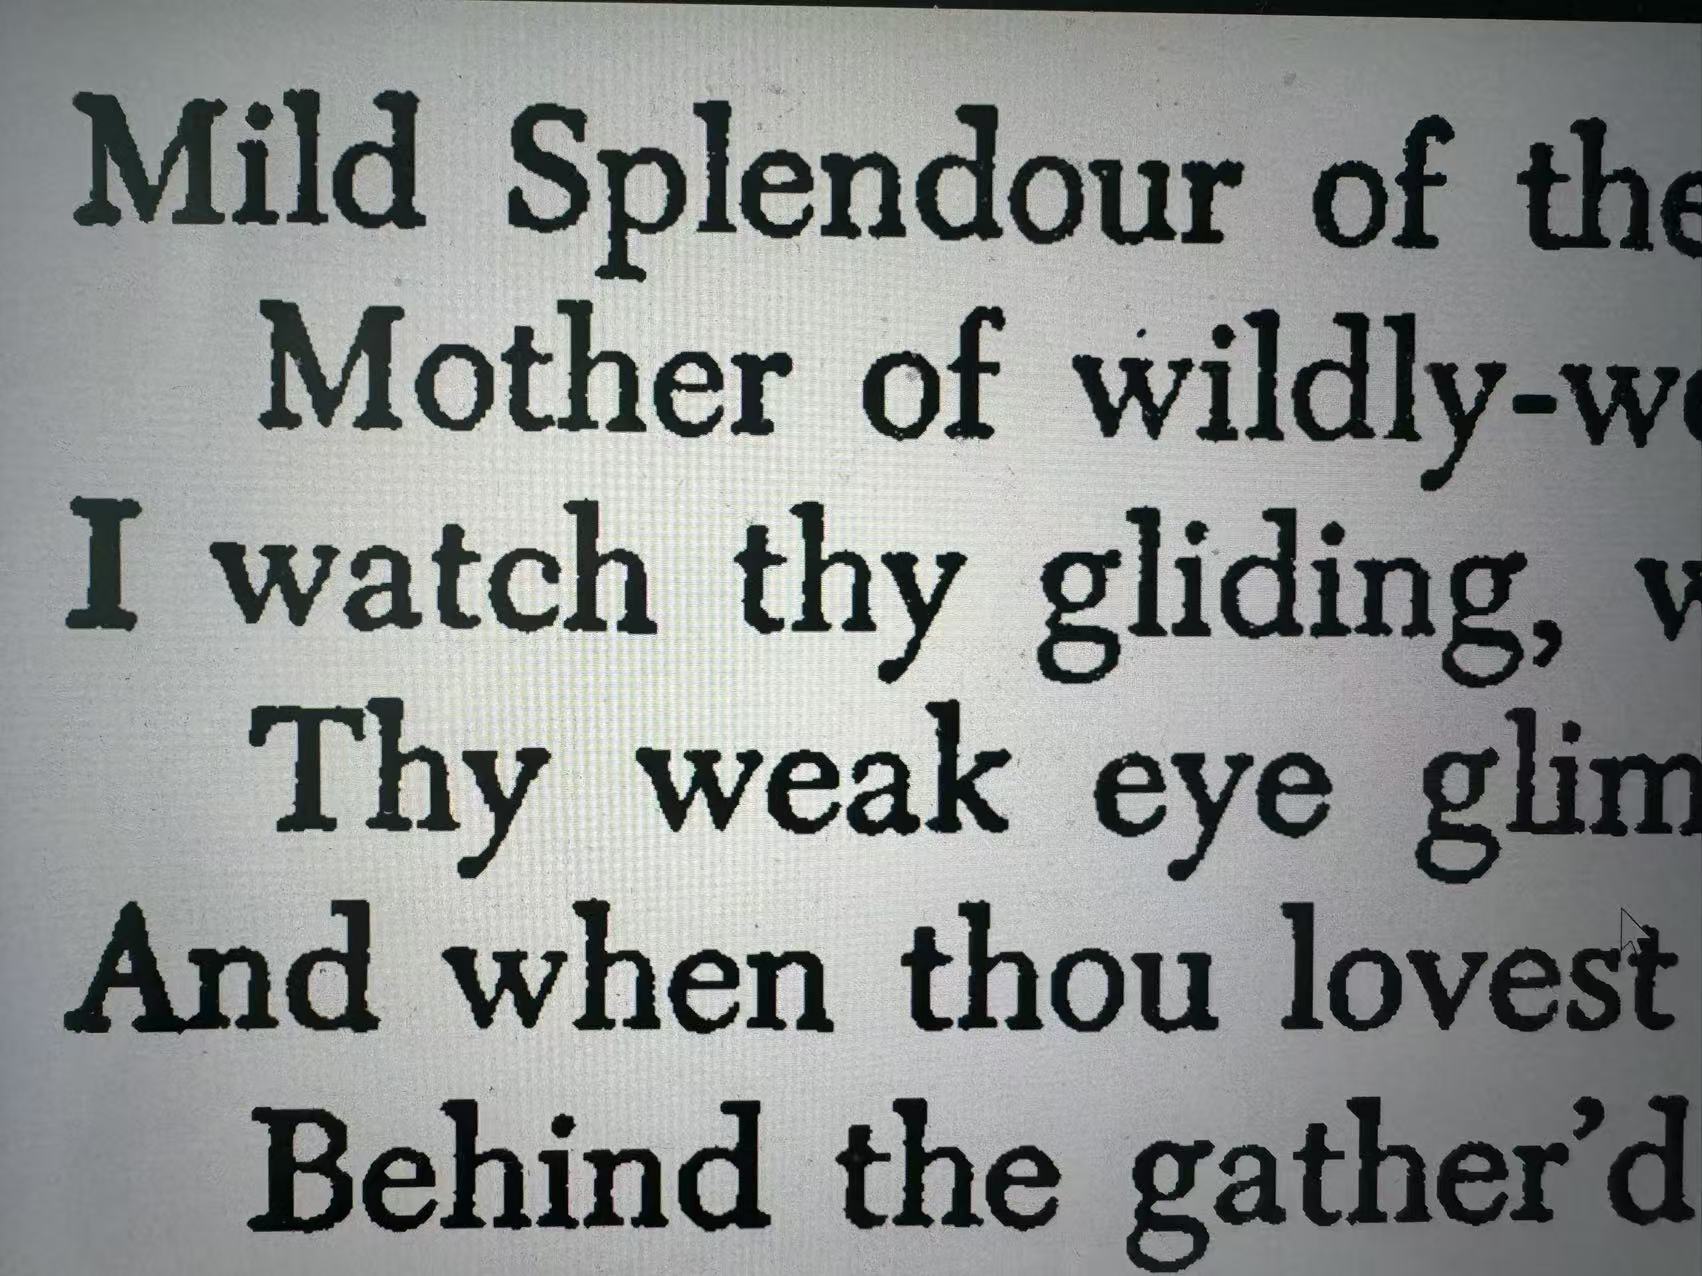 Mild Splendour of the
Mother of wildly-wo
I watch thy gliding, w
Thy weak eye glim
And when thou lovest
Behind the gather'd